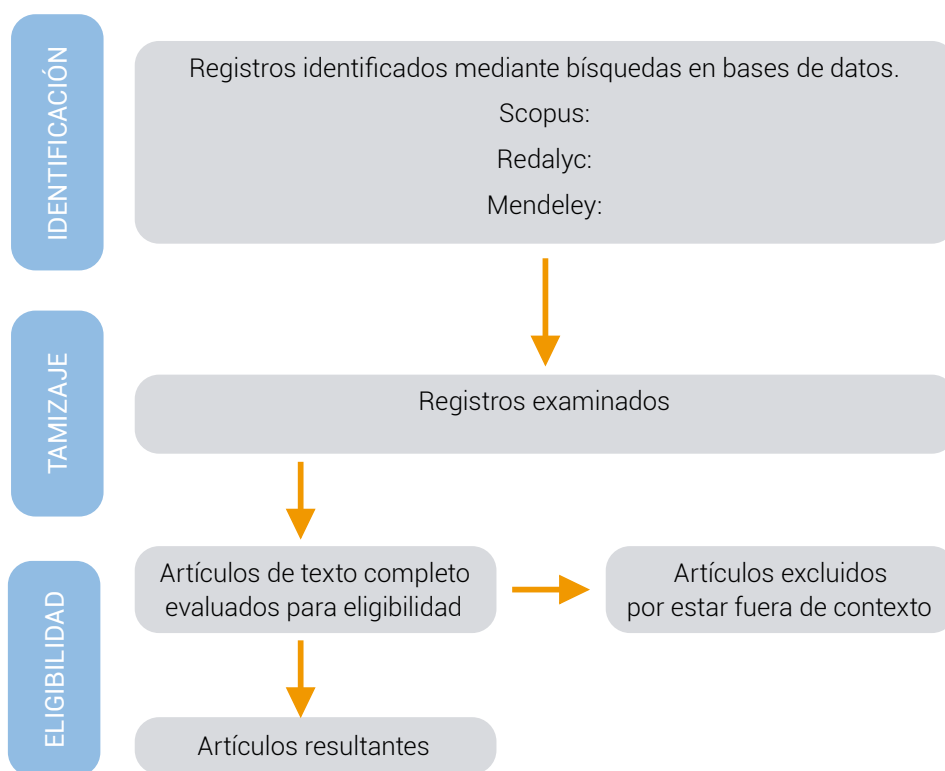 IDENTIFICACIÓN
Registros identificados mediante bísquedas en bases de datos.
Scopus:
Redalyc:
Mendeley:
TAMIZAJE
Registros examinados
ELIGIBILIDAD
Artículos de texto completo
evaluados para eligibilidad
Artículos excluidos
por estar fuera de contexto
Artículos resultantes